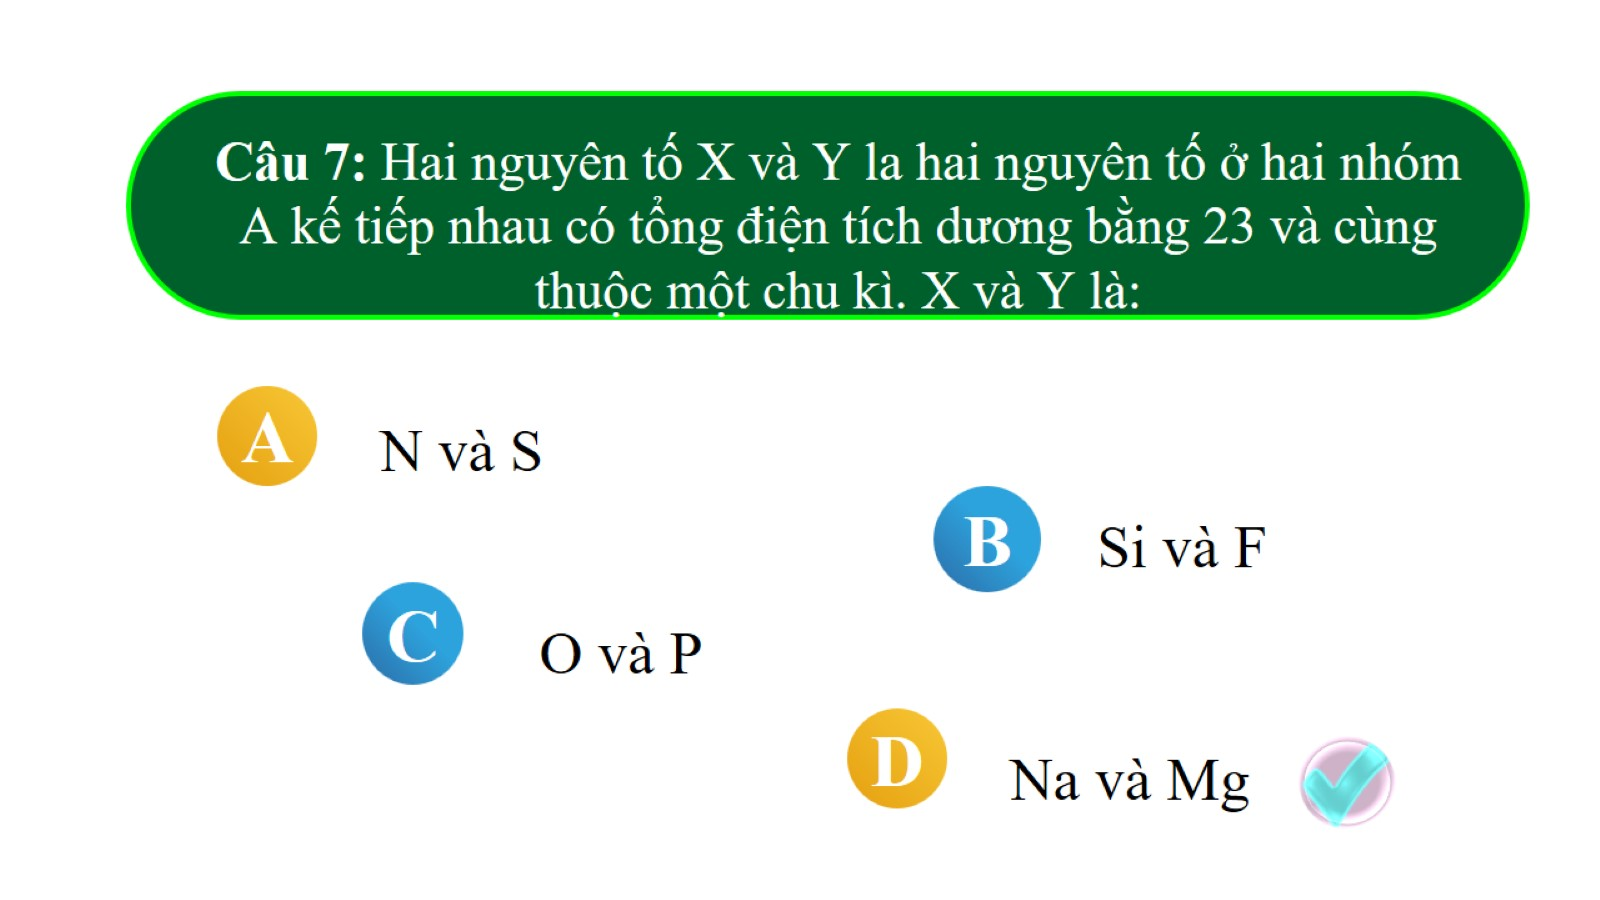 Câu 7: Hai nguyên tố X và Y la hai nguyên tố ở hai nhóm
A kế tiếp nhau có tổng điện tích dương bằng 23 và cùng
thuộc một chu kì. X và Y là:
A N và S
B Si và F
C O và P
D Na và Mg